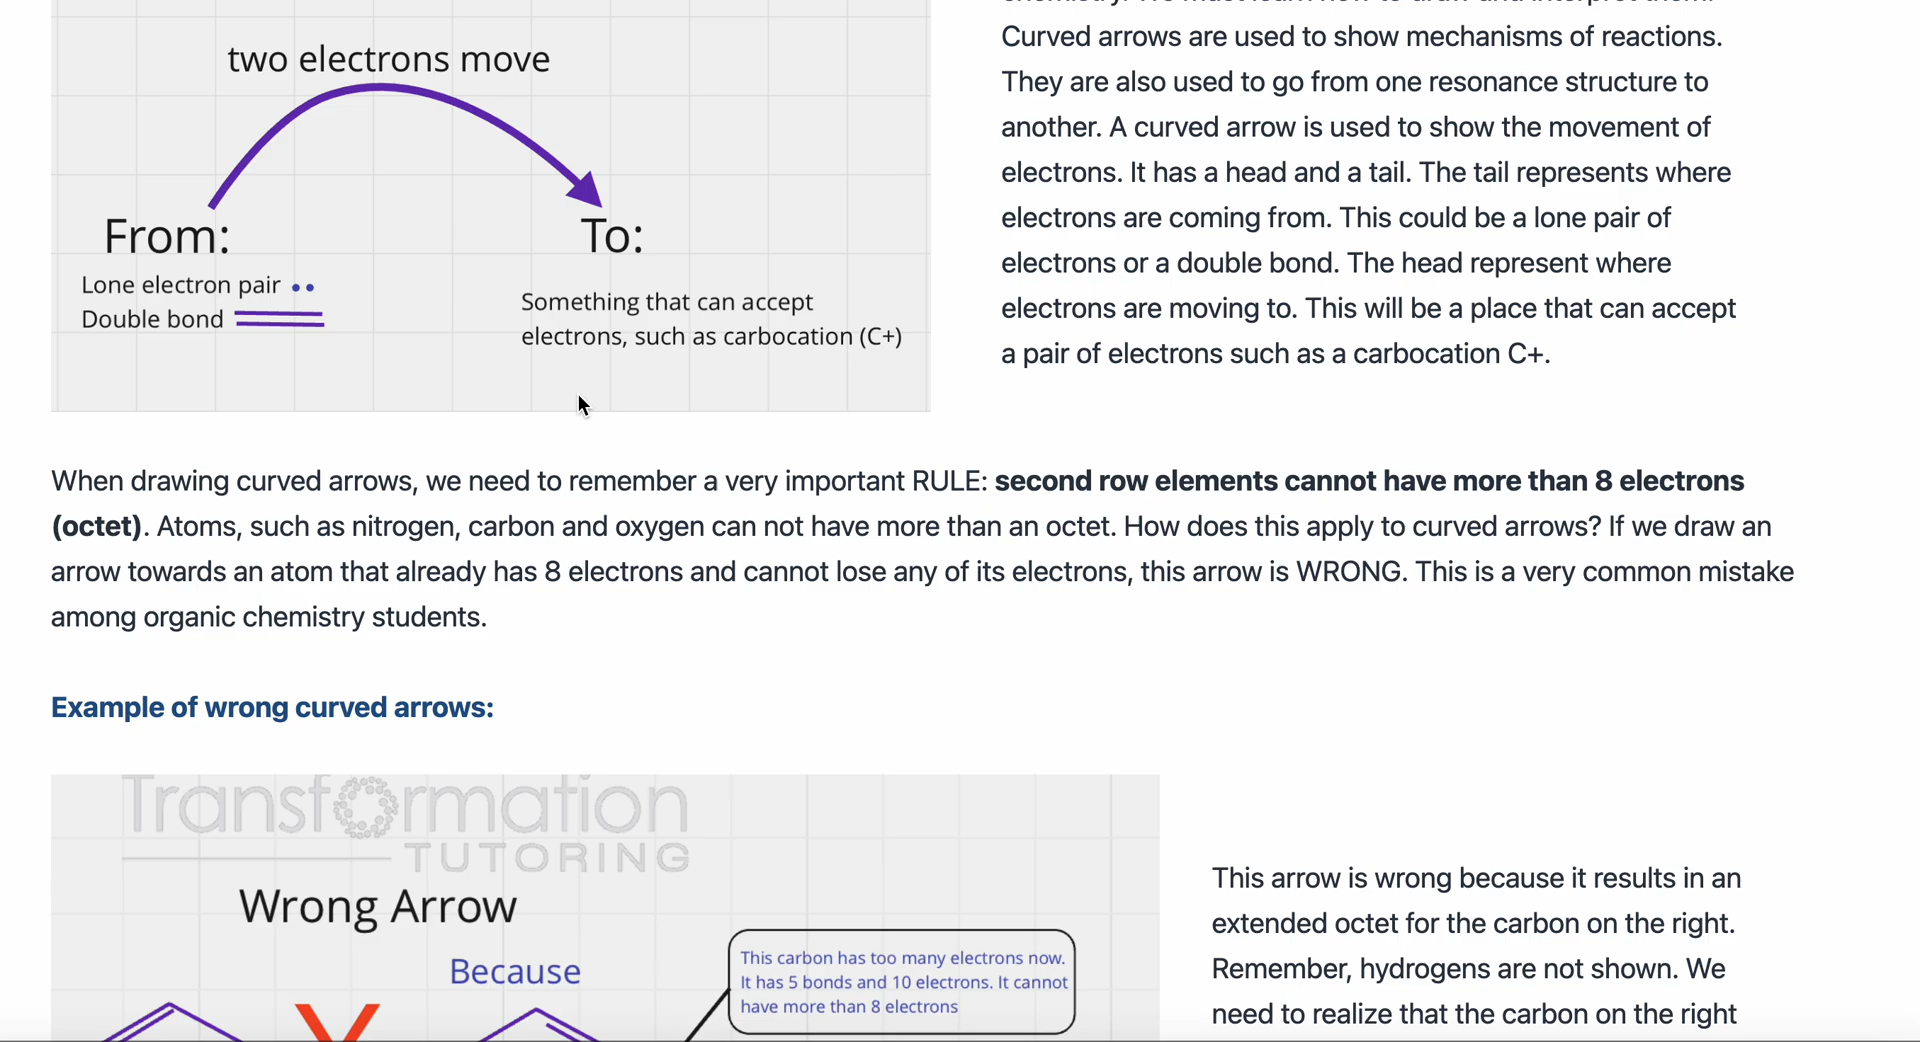 two electrons move
From:
Lone electron pair
Double bond
To:
Something that can accept
electrons, such as carbocation (C+)
Curved arrows are used to show mechanisms of reactions.
They are also used to go from one resonance structure to
another. A curved arrow is used to show the movement of
electrons. It has a head and a tail. The tail represents where
electrons are coming from. This could be a lone pair of
electrons or a double bond. The head represent where
electrons are moving to. This will be a place that can accept
a pair of electrons such as a carbocation C+.
When drawing curved arrows, we need to remember a very important RULE: second row elements cannot have more than 8 electrons
(octet). Atoms, such as nitrogen, carbon and oxygen can not have more than an octet. How does this apply to curved arrows? If we draw an
arrow towards an atom that already has 8 electrons and cannot lose any of its electrons, this arrow is WRONG. This is a very common mistake
among organic chemistry students.
Example of wrong curved arrows:
Transformation
TUTORING
Wrong Arrow
Because
This carbon has too many electrons now.
It has 5 bonds and 10 electrons. It cannot
have more than 8 electrons
This arrow is wrong because it results in an
extended octet for the carbon on the right.
Remember, hydrogens are not shown. We
need to realize that the carbon on the right